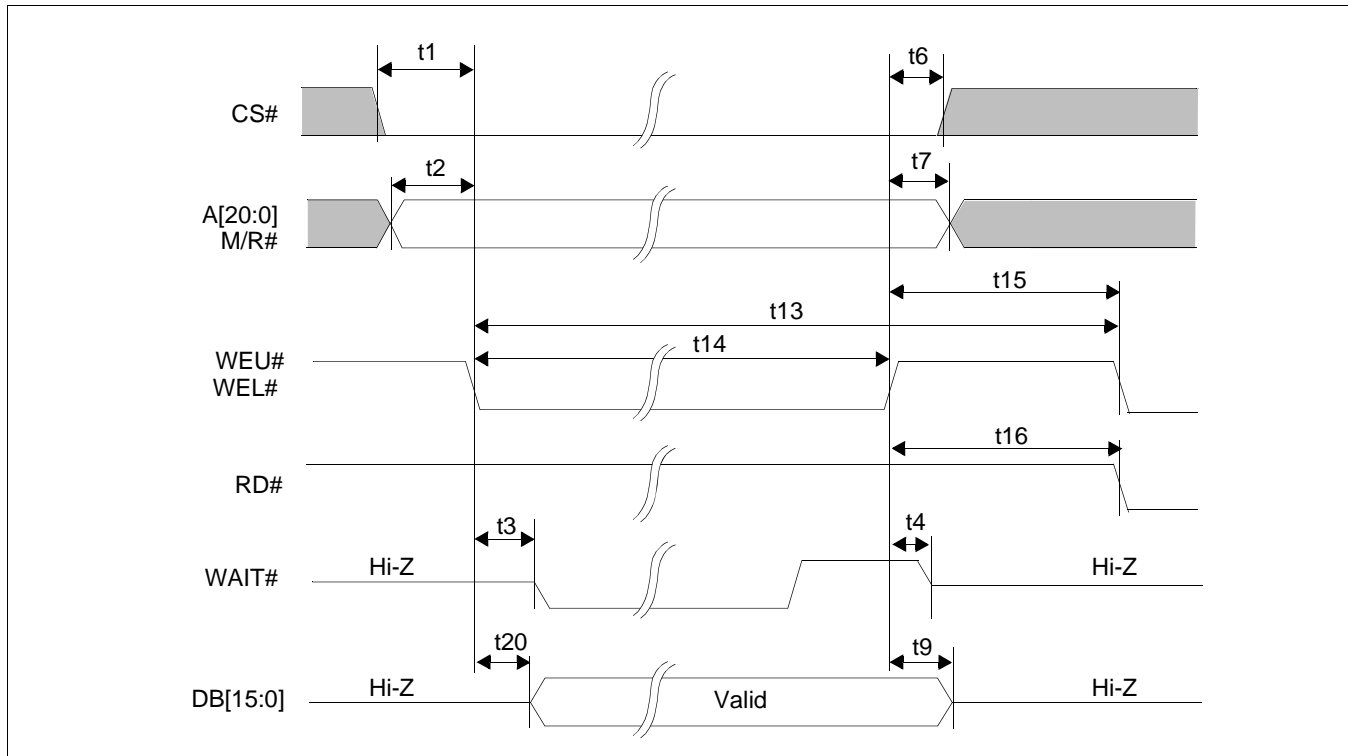 t1
t6
CS#
t2
t7
A[20:0]
M/R#
t15
t13
t14
WEU#
WEL#
t16
RD#
t3
t4
Hi-Z
Hi-Z
WAIT#
t20
t9
Hi-Z
Valid
Hi-Z
DB[15:0]